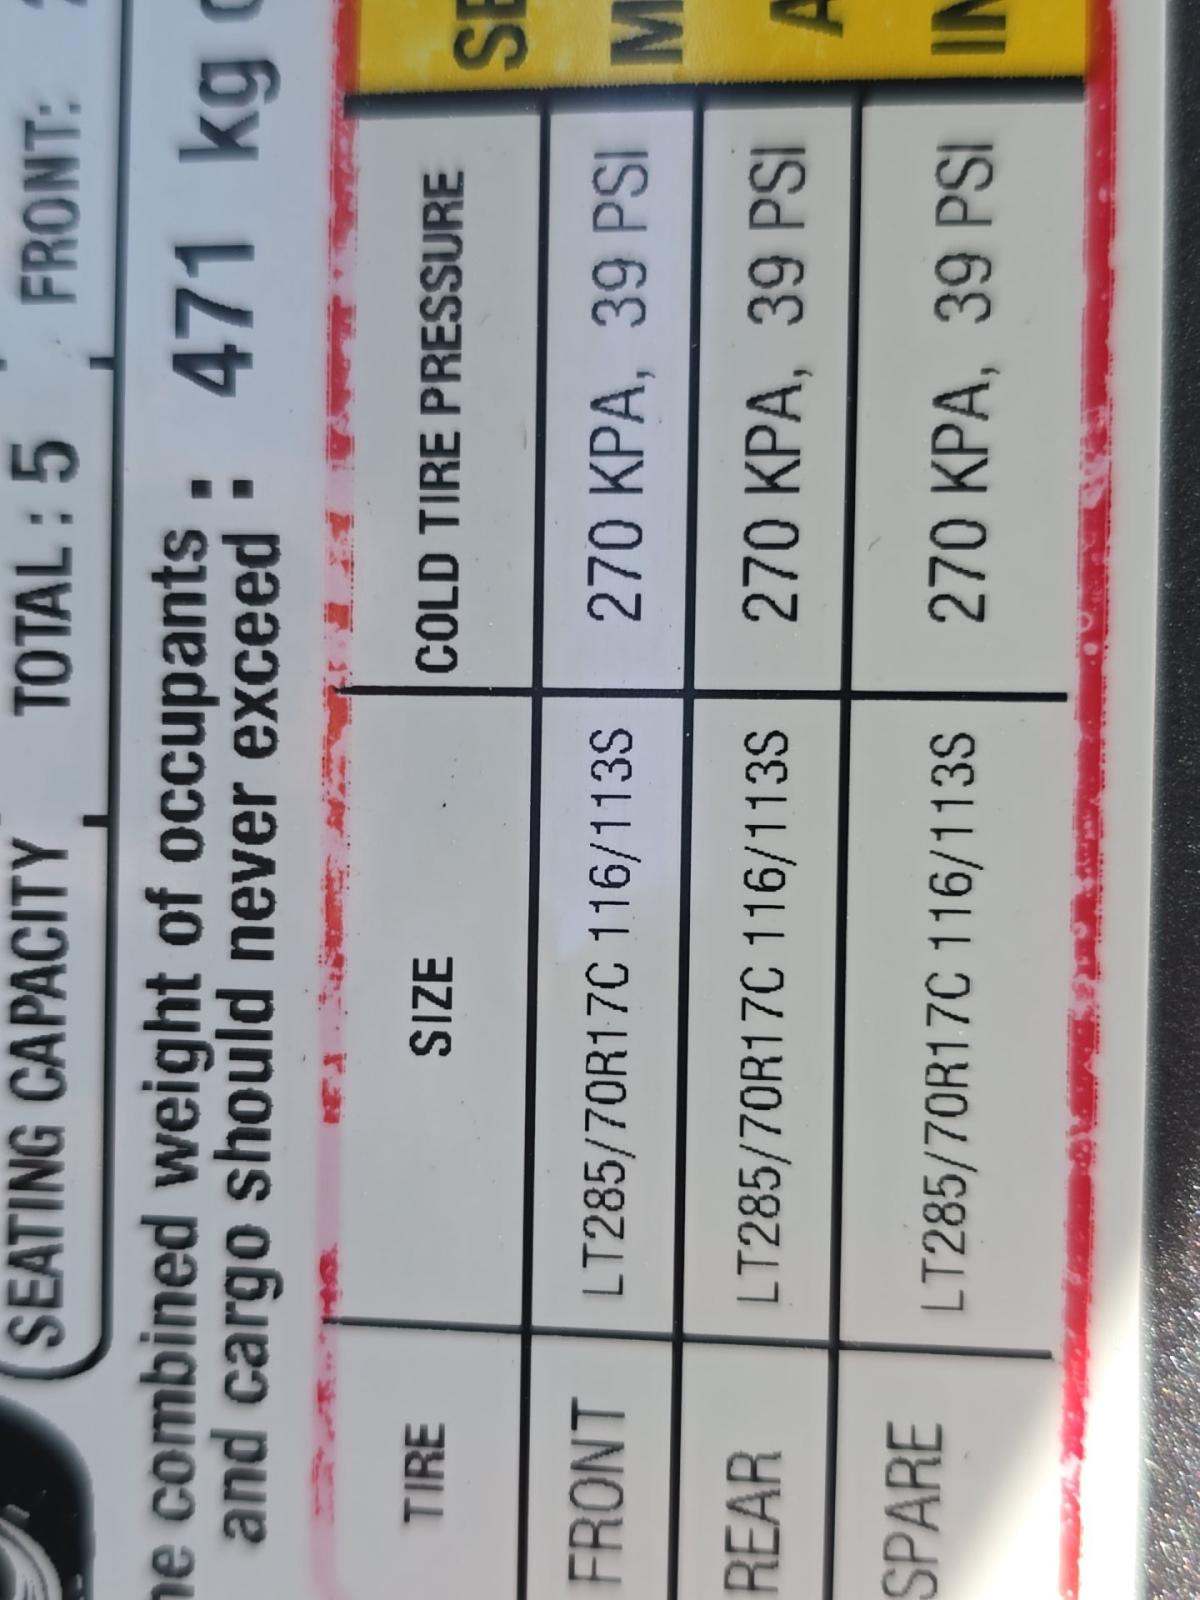 SEATING CAPACITY TOTAL : 5 FRONT:
combined weight of occupants :
and cargo should never exceed : 471 kg
TIRE SIZE COLD TIRE PRESSURE
FRONT LT285/70R17C 116/113S 270 KPA, 39 PSI
REAR LT285/70R17C 116/113S 270 KPA, 39 PSI
SPARE LT285/70R17C 116/113S 270 KPA, 39 PSI